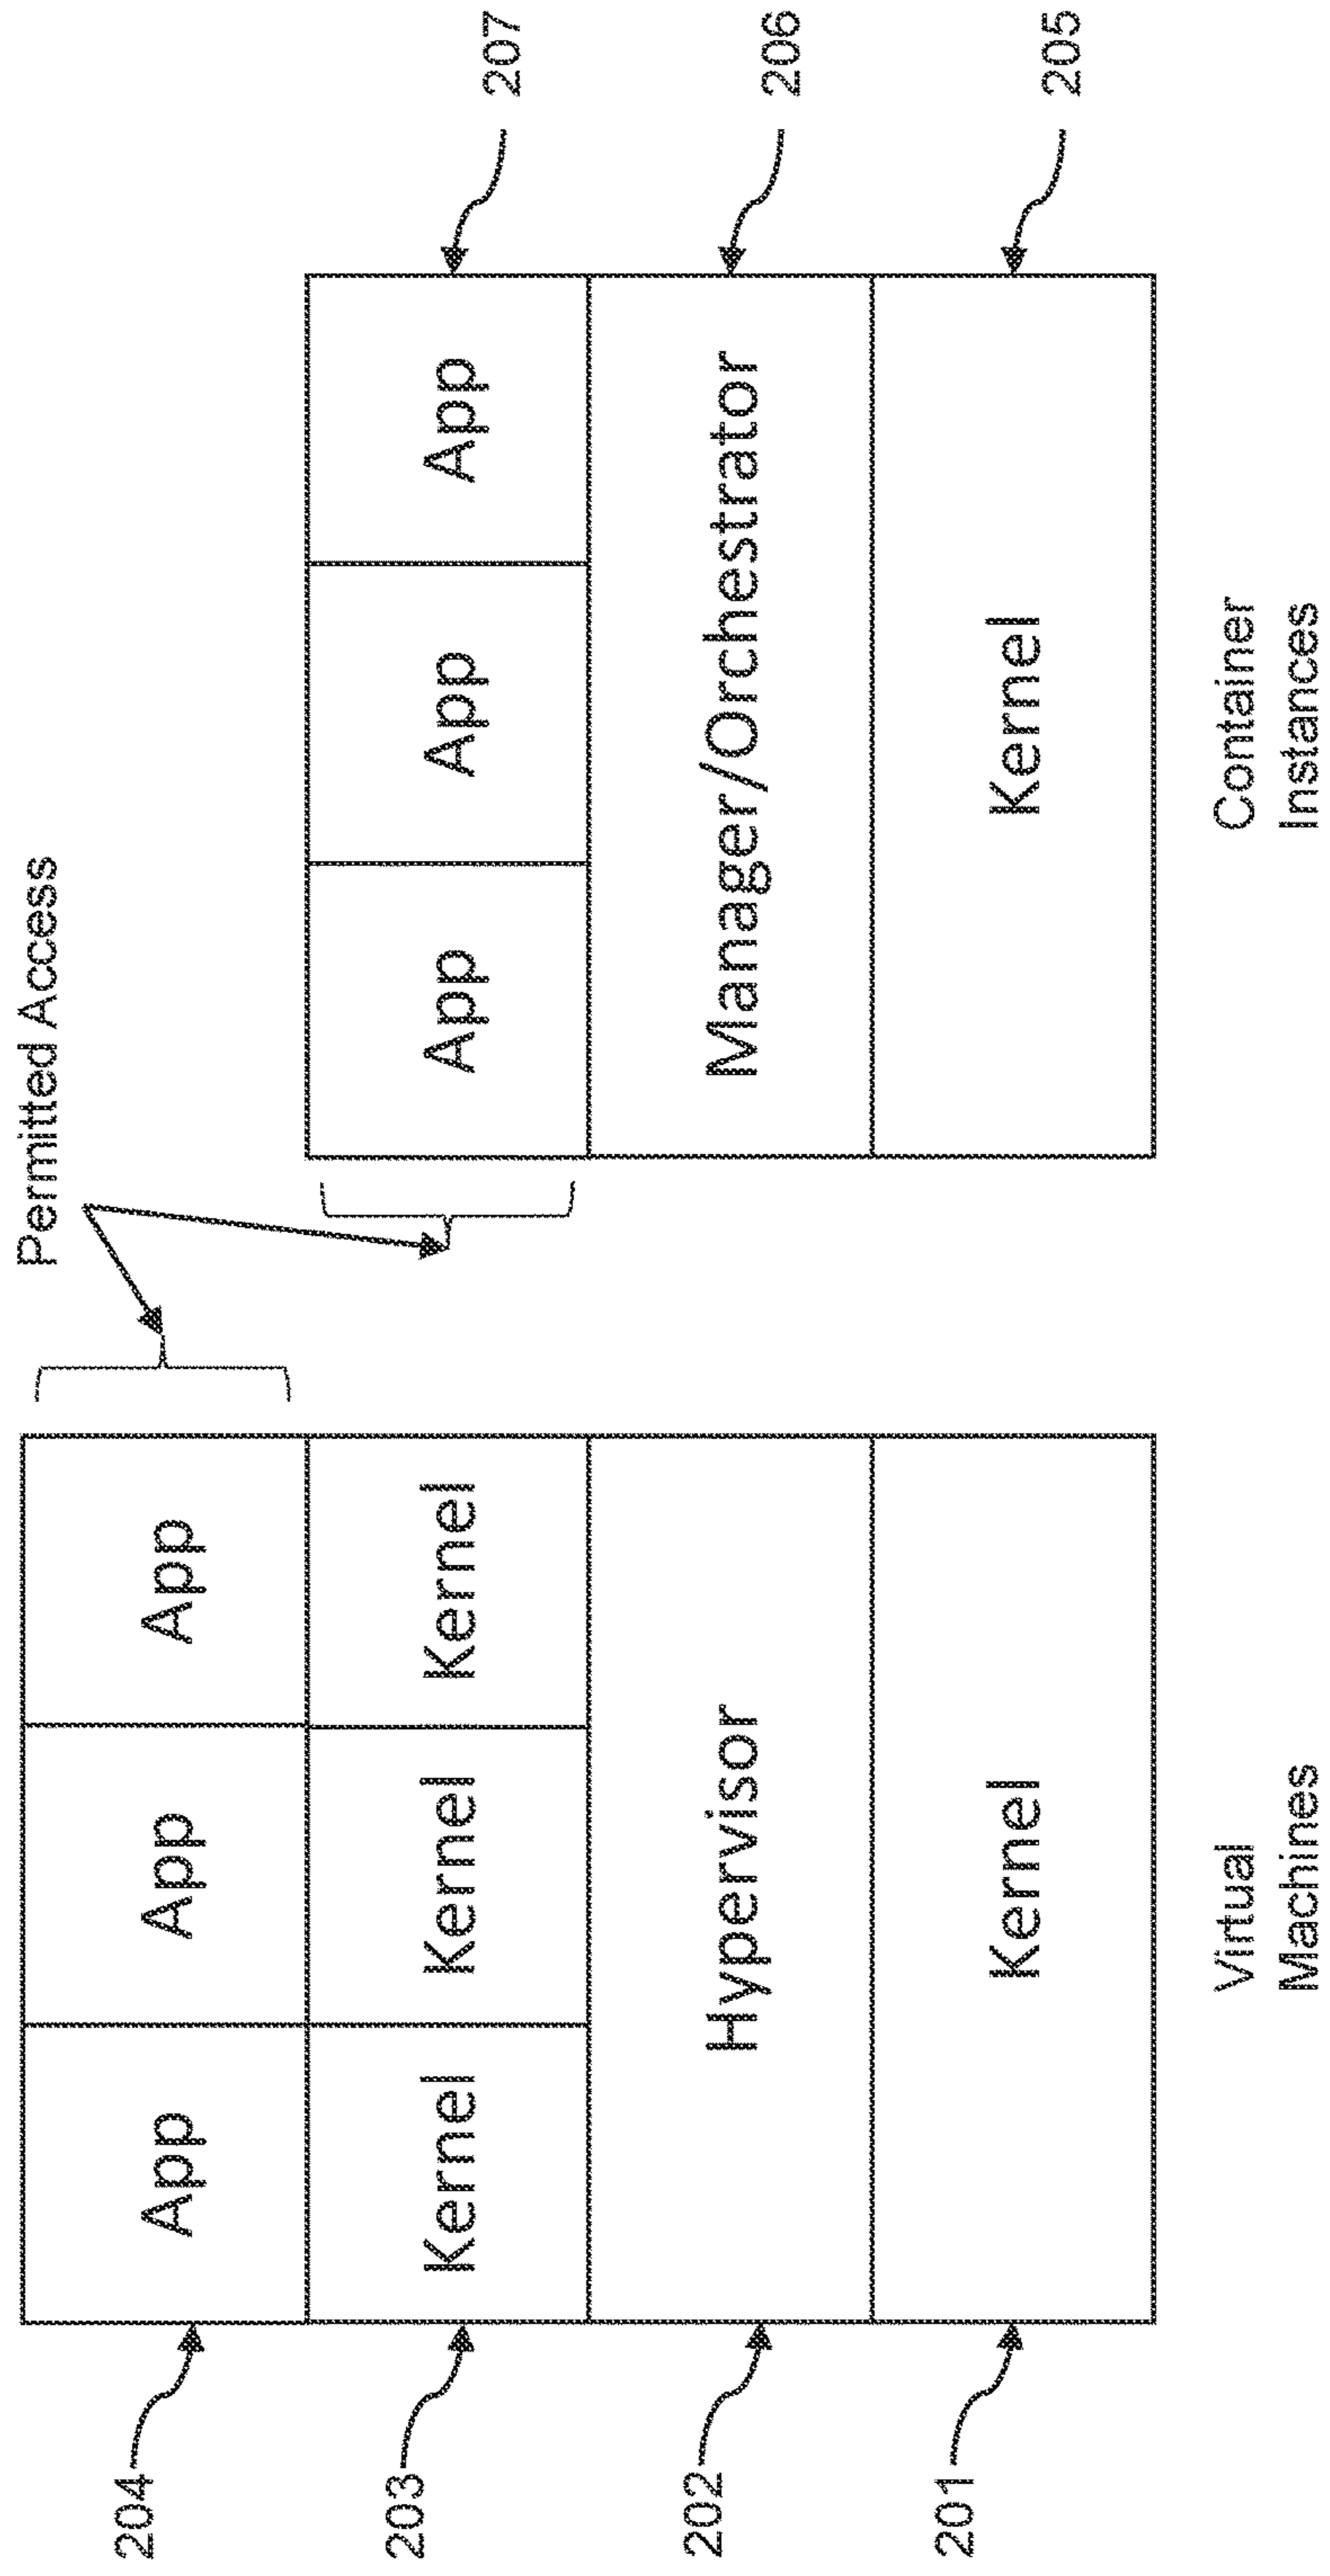 Permitted Access
204
App
App
App
203
Kernel
Kernel
Kernel
202
Hypervisor
201
Kernel
Virtual
Machines
App
App
App
207
Manager/Orchestrator
206
Kernel
205
Container
Instances